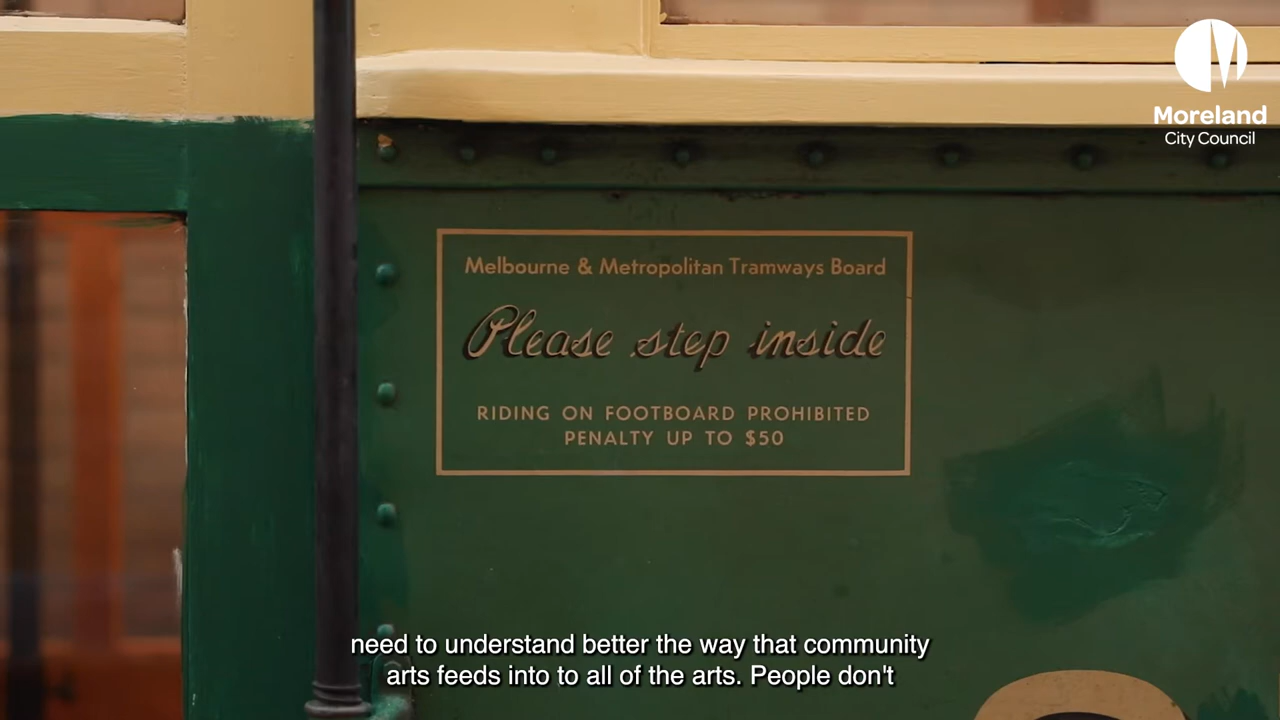 Moreland
City Council
Melbourne & Metropolitan Tramways Board
Please step inside
RIDING ON FOOTBOARD PROHIBITED
PENALTY UP TO $50
need to understand better the way that community
arts feeds into to all of the arts. People don't